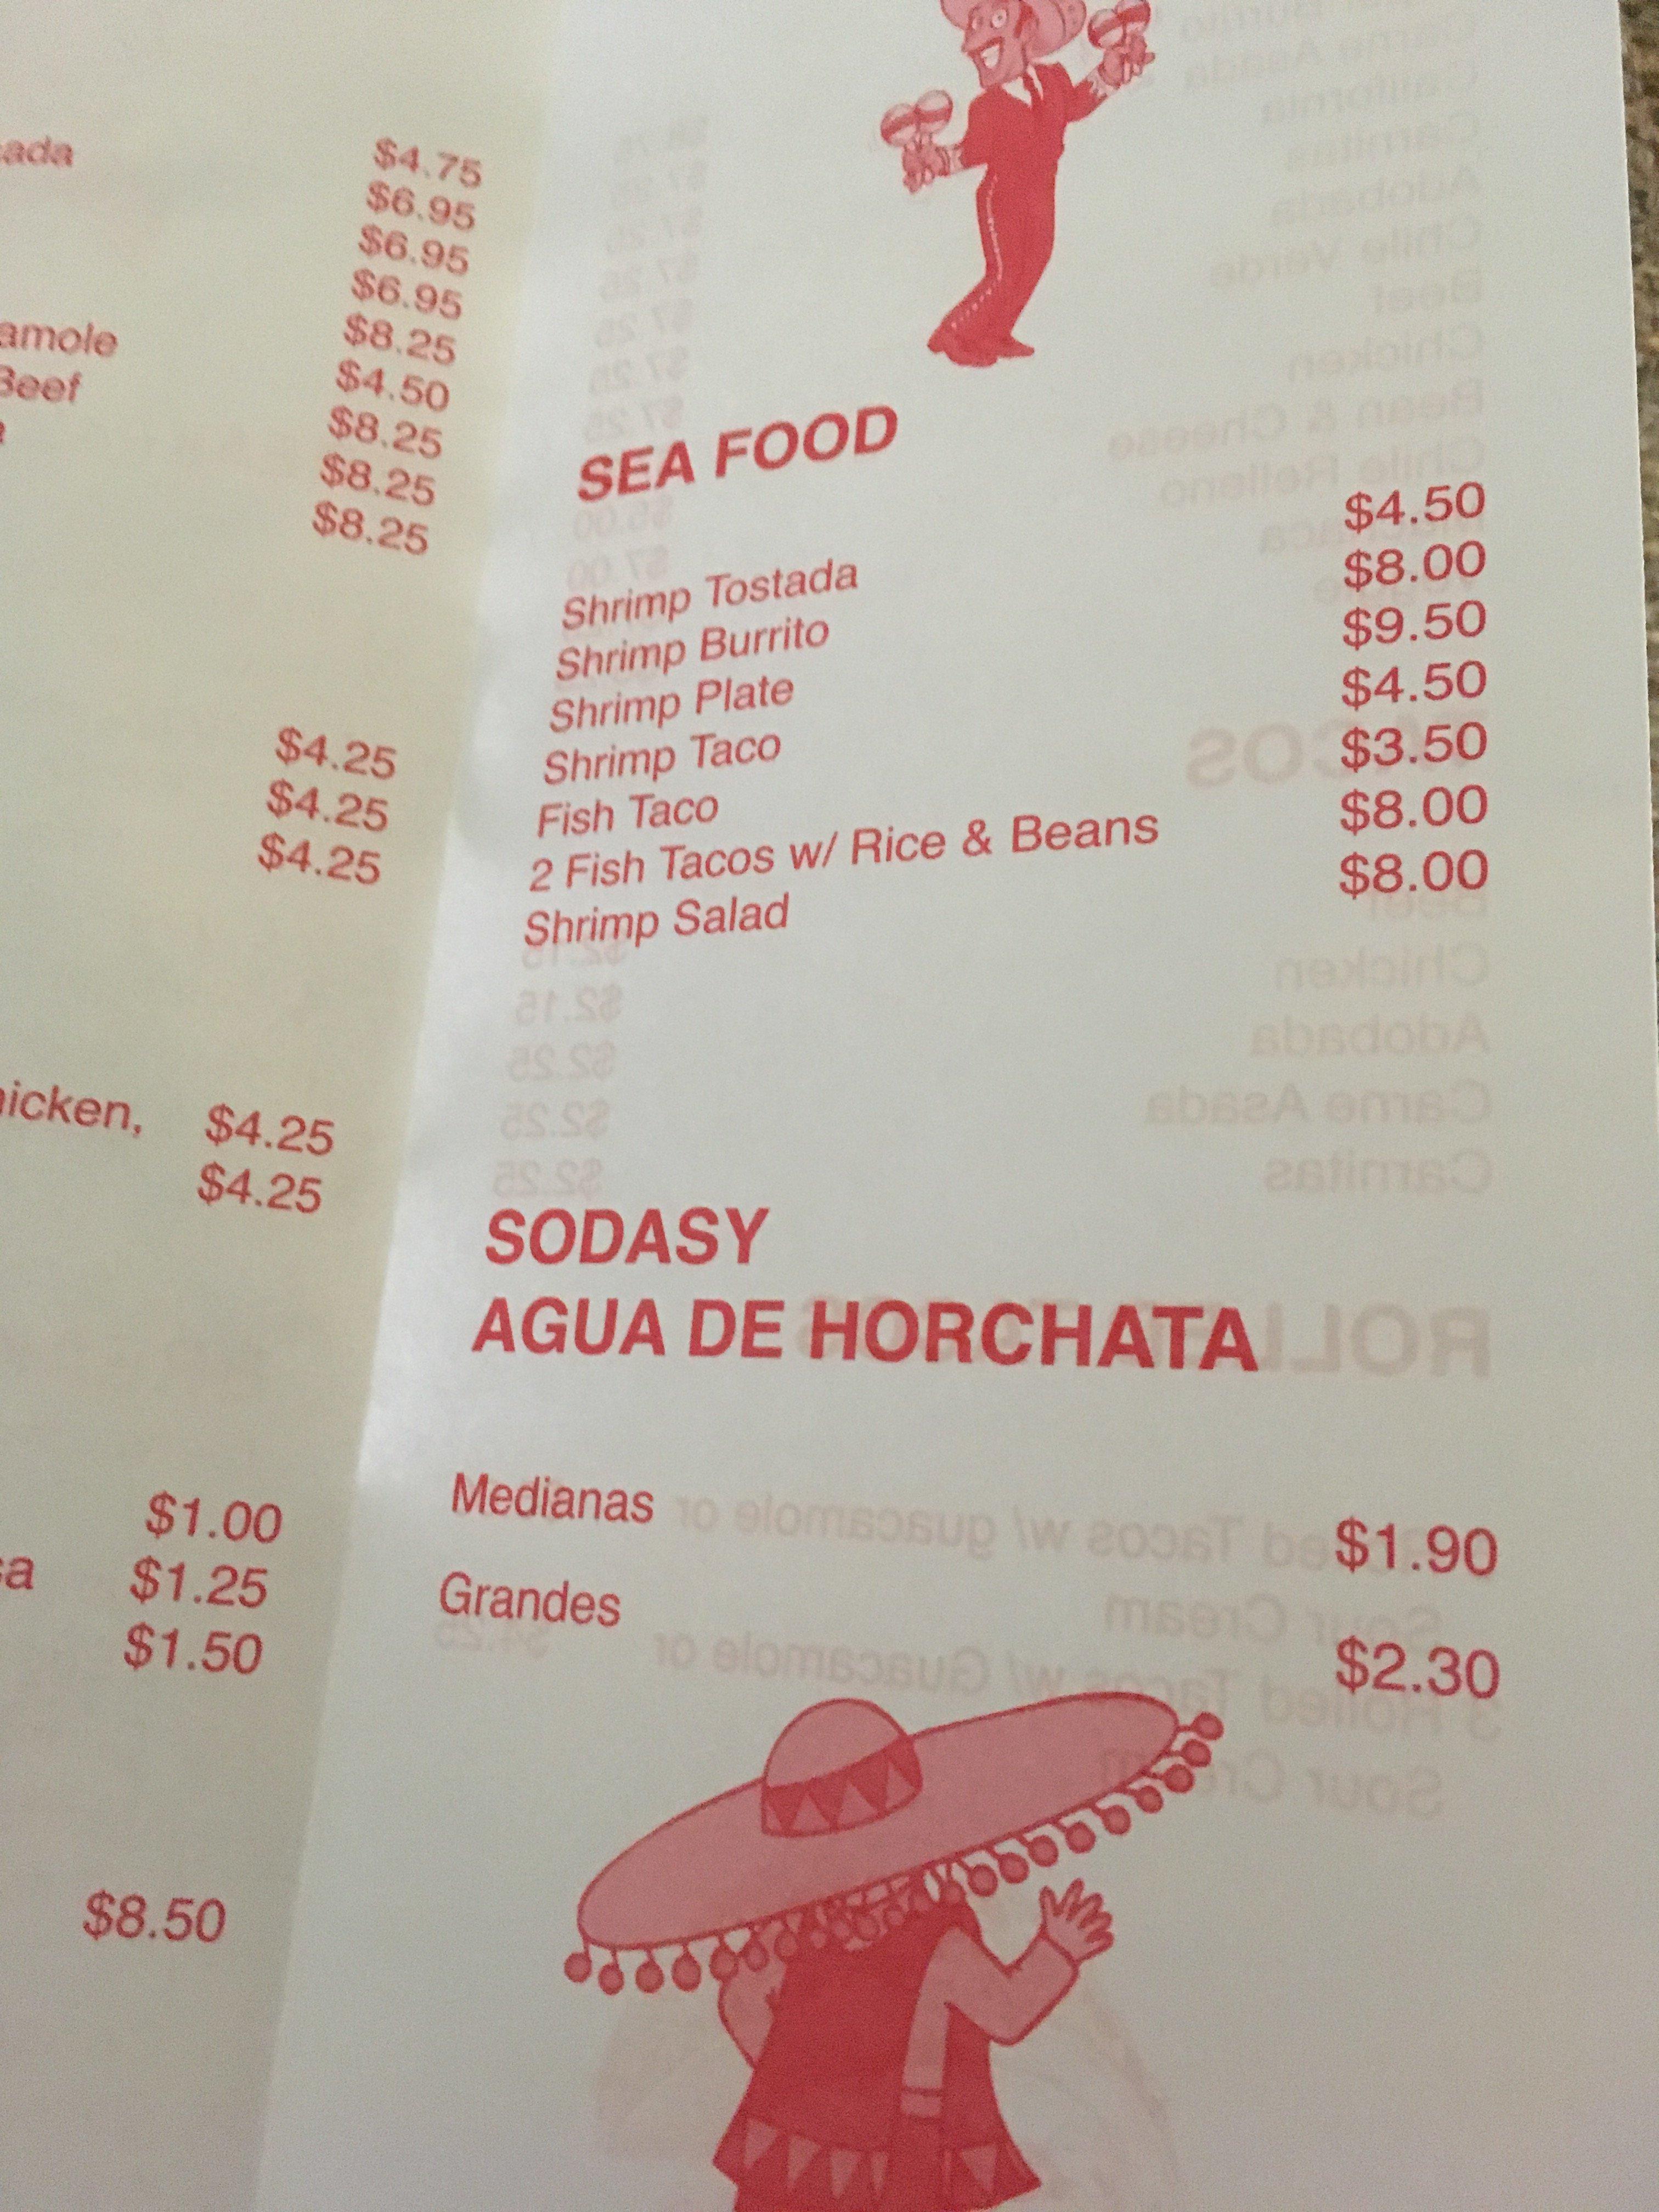 ada $4.75
$6.95
$6.95
$6.95
amole $8.25
Beef $4.50
$8.25
$8.25
$8.25
$4.25
$4.25
$4.25
icken, $4.25
$4.25
$1.00
a $1.25
$1.50
$8.50
SEA FOOD
Shrimp Tostada $4.50
Shrimp Burrito $8.00
Shrimp Plate $9.50
Shrimp Taco $4.50
Fish Taco $3.50
2 Fish Tacos w/ Rice & Beans $8.00
Shrimp Salad $8.00
SODASY
AGUA DE HORCHATA
Medianas $1.90
Grandes $2.30